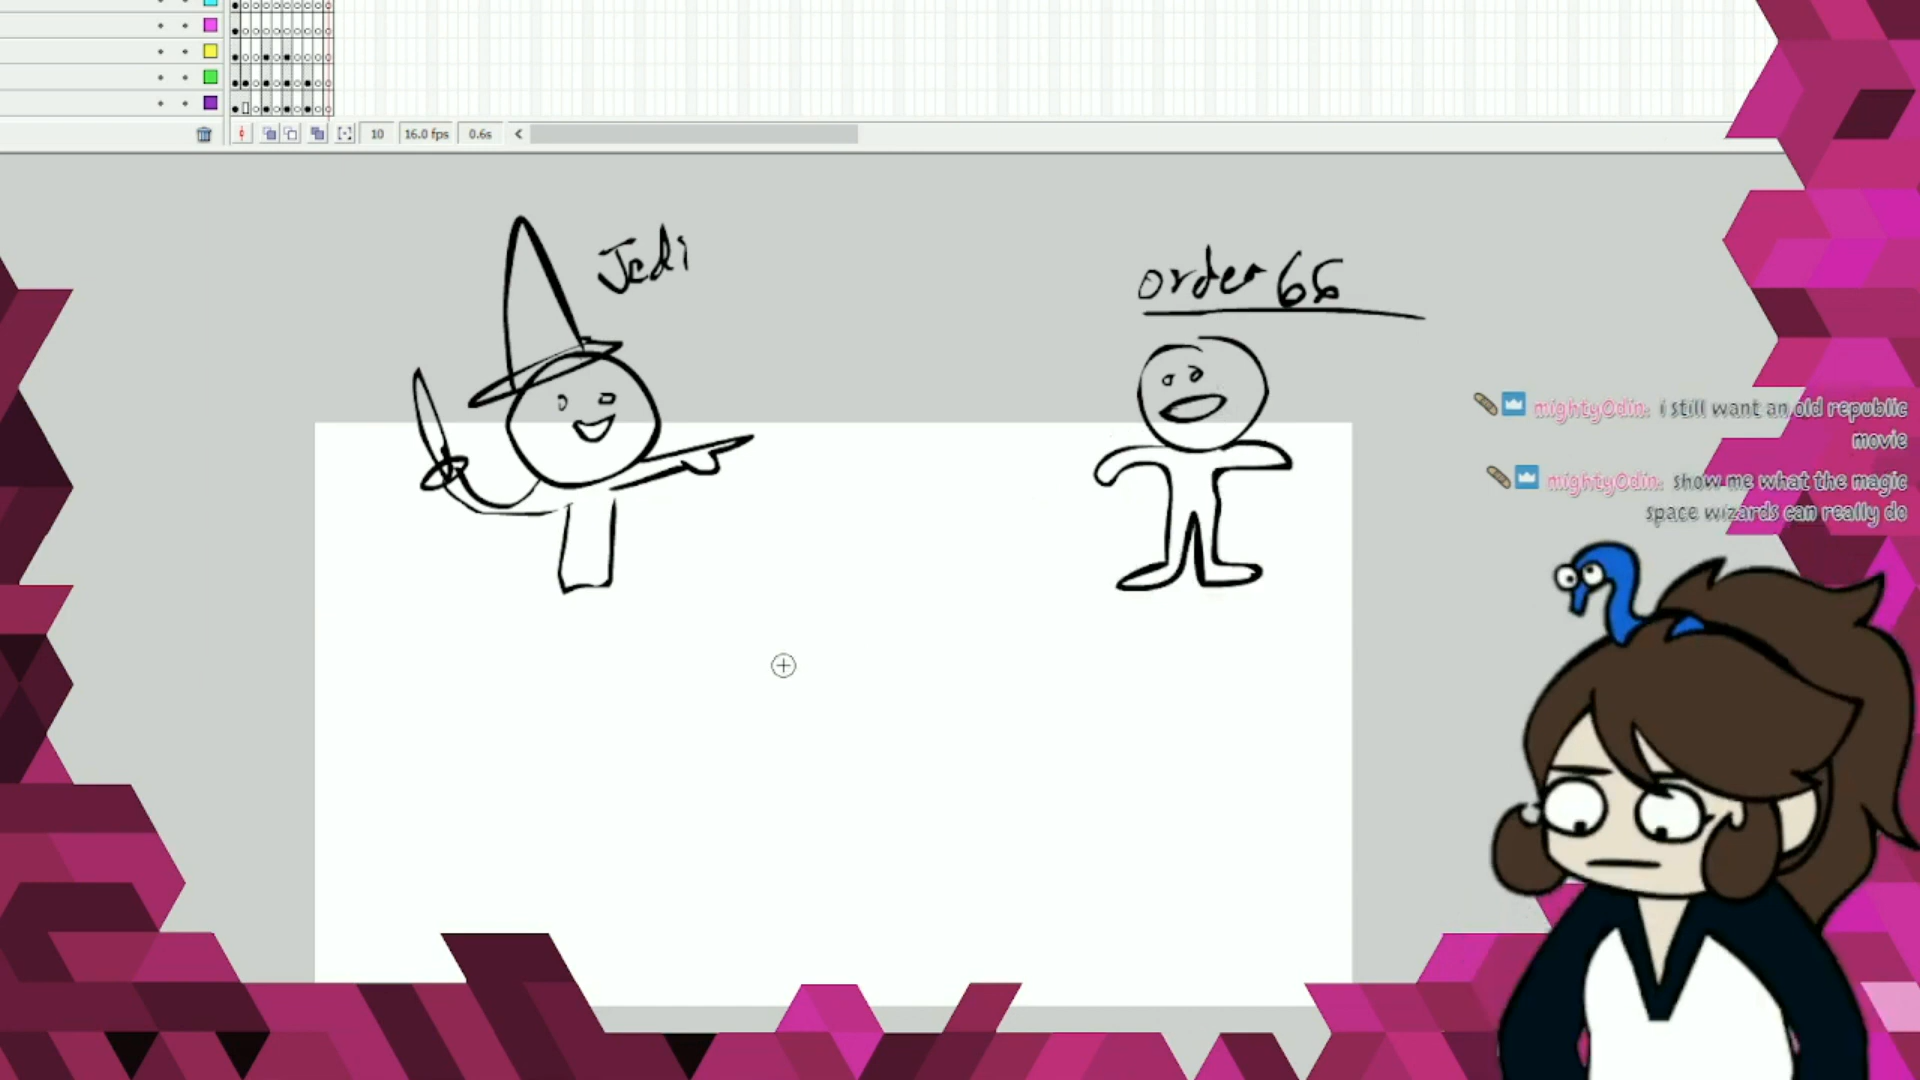 10 16.0 fps 0.6s
Jedi
order 66
mightyOdin: i still want an old republic
movie
mightyOdin: show me what the magic
space wizards can really do